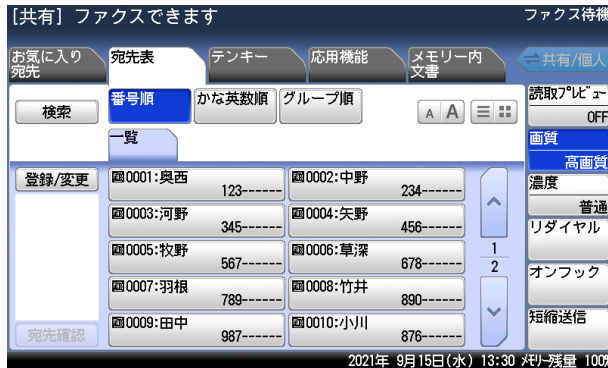 [共有] ファクスできます
ファクス待機
お気に入り
宛先
宛先表
テンキー
応用機能
メモリー内
文書
共有/個人
検索
番号順
かな英数順
グループ順
A A
一覧
読取プレビュー
OFF
画質
高画質
登録/変更
0001:奥西
123------
0002:中野
234------
濃度
普通
0003:河野
345------
0004:矢野
456------
リダイヤル
0005:牧野
567------
0006:草深
678------
1
2
オンフック
0007:羽根
789------
0008:竹井
890------
短縮送信
宛先確認
0009:田中
987------
0010:小川
876------
2021年 9月15日(水) 13:30 メモリー残量 100%